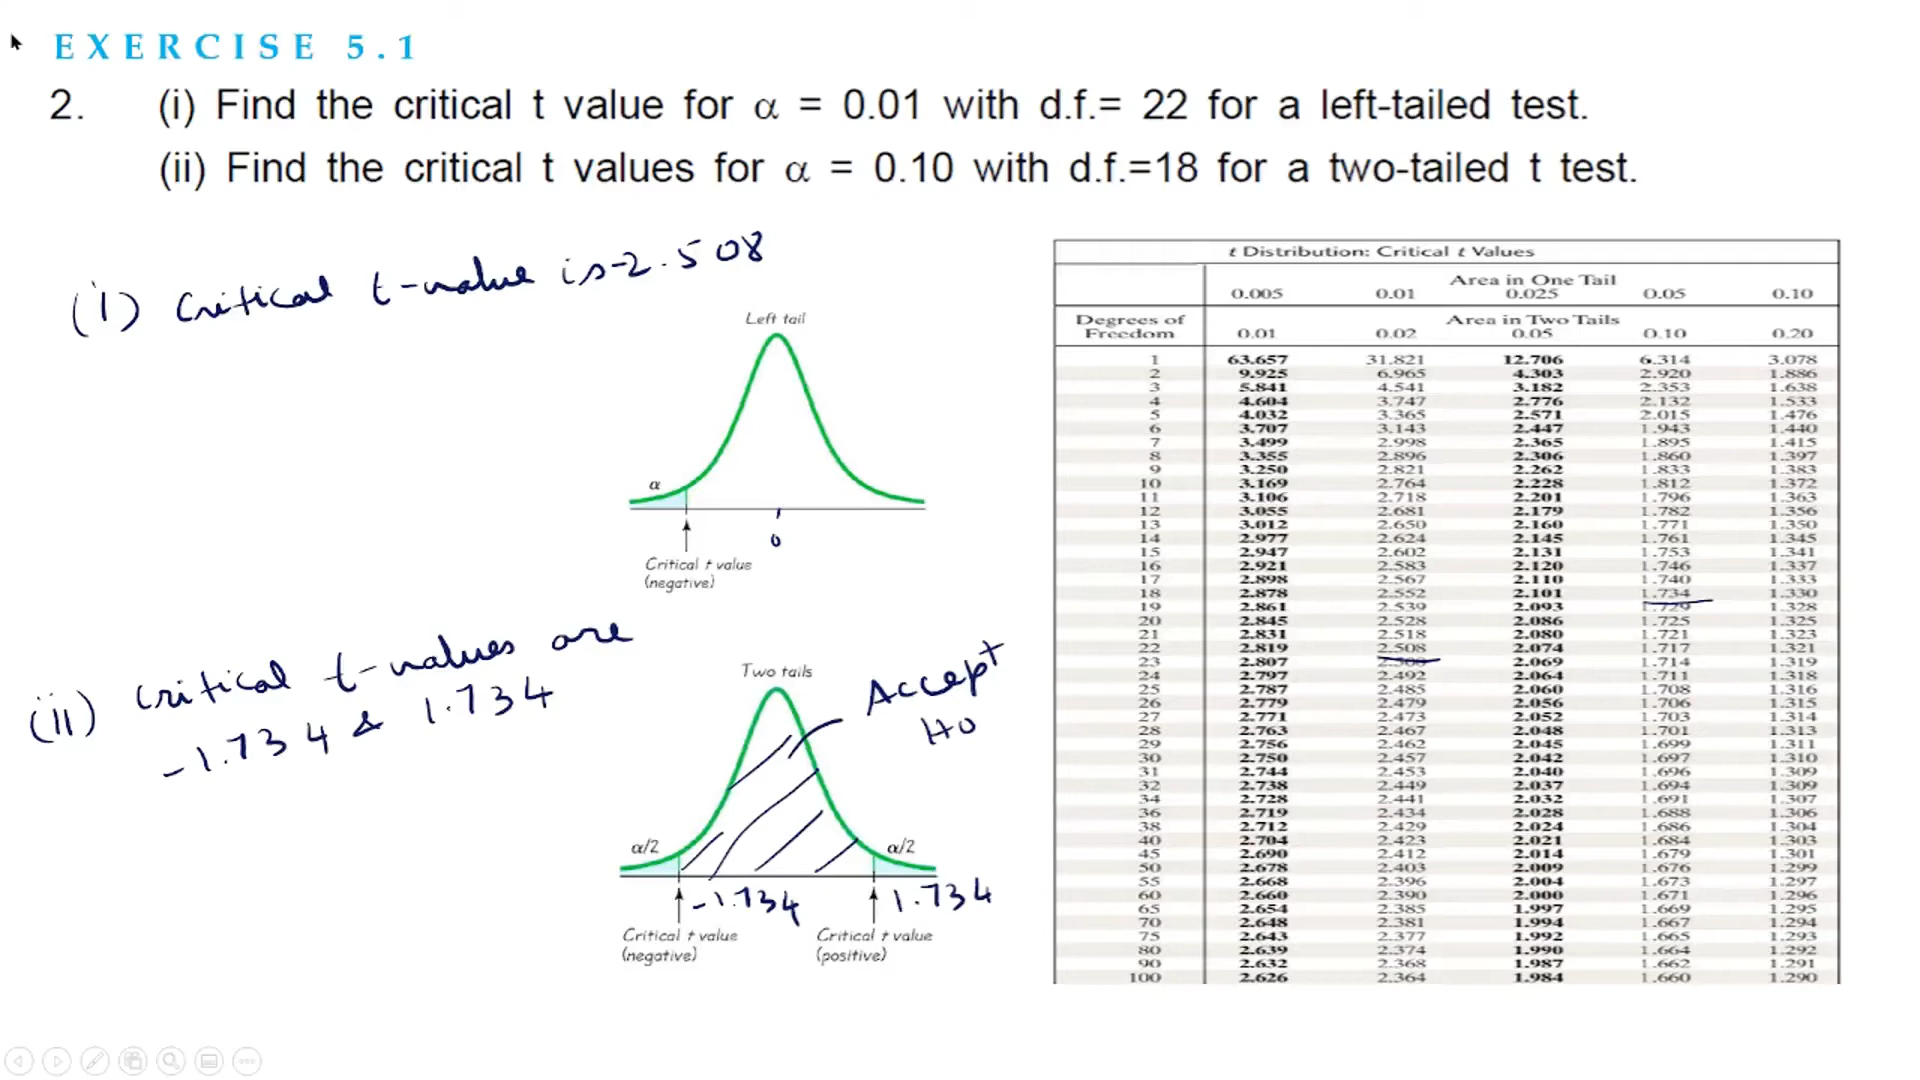 EXERCISE 5.1
2. (i) Find the critical t value for α = 0.01 with d.f.= 22 for a left-tailed test.
(ii) Find the critical t values for α = 0.10 with d.f.=18 for a two-tailed t test.
(i) Critical t-value is -2.508
Left tail
α
0
Critical t value
(negative)
(ii) Critical t-values are
-1.734 & 1.734
Two tails
Accept
H0
α/2 α/2
-1.734 1.734
Critical t value Critical t value
(negative) (positive)
t Distribution: Critical t Values
Area in One Tail
0.005 0.01 0.025 0.05 0.10
Degrees of Area in Two Tails
Freedom 0.01 0.02 0.05 0.10 0.20
1 63.657 31.821 12.706 6.314 3.078
2 9.925 6.965 4.303 2.920 1.886
3 5.841 4.541 3.182 2.353 1.638
4 4.604 3.747 2.776 2.132 1.533
5 4.032 3.365 2.571 2.015 1.476
6 3.707 3.143 2.447 1.943 1.440
7 3.499 2.998 2.365 1.895 1.415
8 3.355 2.896 2.306 1.860 1.397
9 3.250 2.821 2.262 1.833 1.383
10 3.169 2.764 2.228 1.812 1.372
11 3.106 2.718 2.201 1.796 1.363
12 3.055 2.681 2.179 1.782 1.356
13 3.012 2.650 2.160 1.771 1.350
14 2.977 2.624 2.145 1.761 1.345
15 2.947 2.602 2.131 1.753 1.341
16 2.921 2.583 2.120 1.746 1.337
17 2.898 2.567 2.110 1.740 1.333
18 2.878 2.552 2.101 1.734 1.330
19 2.861 2.539 2.093 1.729 1.328
20 2.845 2.528 2.086 1.725 1.325
21 2.831 2.518 2.080 1.721 1.323
22 2.819 2.508 2.074 1.717 1.321
23 2.807 2.500 2.069 1.714 1.319
24 2.797 2.492 2.064 1.711 1.318
25 2.787 2.485 2.060 1.708 1.316
26 2.779 2.479 2.056 1.706 1.315
27 2.771 2.473 2.052 1.703 1.314
28 2.763 2.467 2.048 1.701 1.313
29 2.756 2.462 2.045 1.699 1.311
30 2.750 2.457 2.042 1.697 1.310
31 2.744 2.453 2.040 1.696 1.309
32 2.738 2.449 2.037 1.694 1.309
34 2.728 2.441 2.032 1.691 1.307
36 2.719 2.434 2.028 1.688 1.306
38 2.712 2.429 2.024 1.686 1.304
40 2.704 2.423 2.021 1.684 1.303
45 2.690 2.412 2.014 1.679 1.301
50 2.678 2.403 2.009 1.676 1.299
55 2.668 2.396 2.004 1.673 1.297
60 2.660 2.390 2.000 1.671 1.296
65 2.654 2.385 1.997 1.669 1.295
70 2.648 2.381 1.994 1.667 1.294
75 2.643 2.377 1.992 1.665 1.293
80 2.639 2.374 1.990 1.664 1.292
90 2.632 2.368 1.987 1.662 1.291
100 2.626 2.364 1.984 1.660 1.290